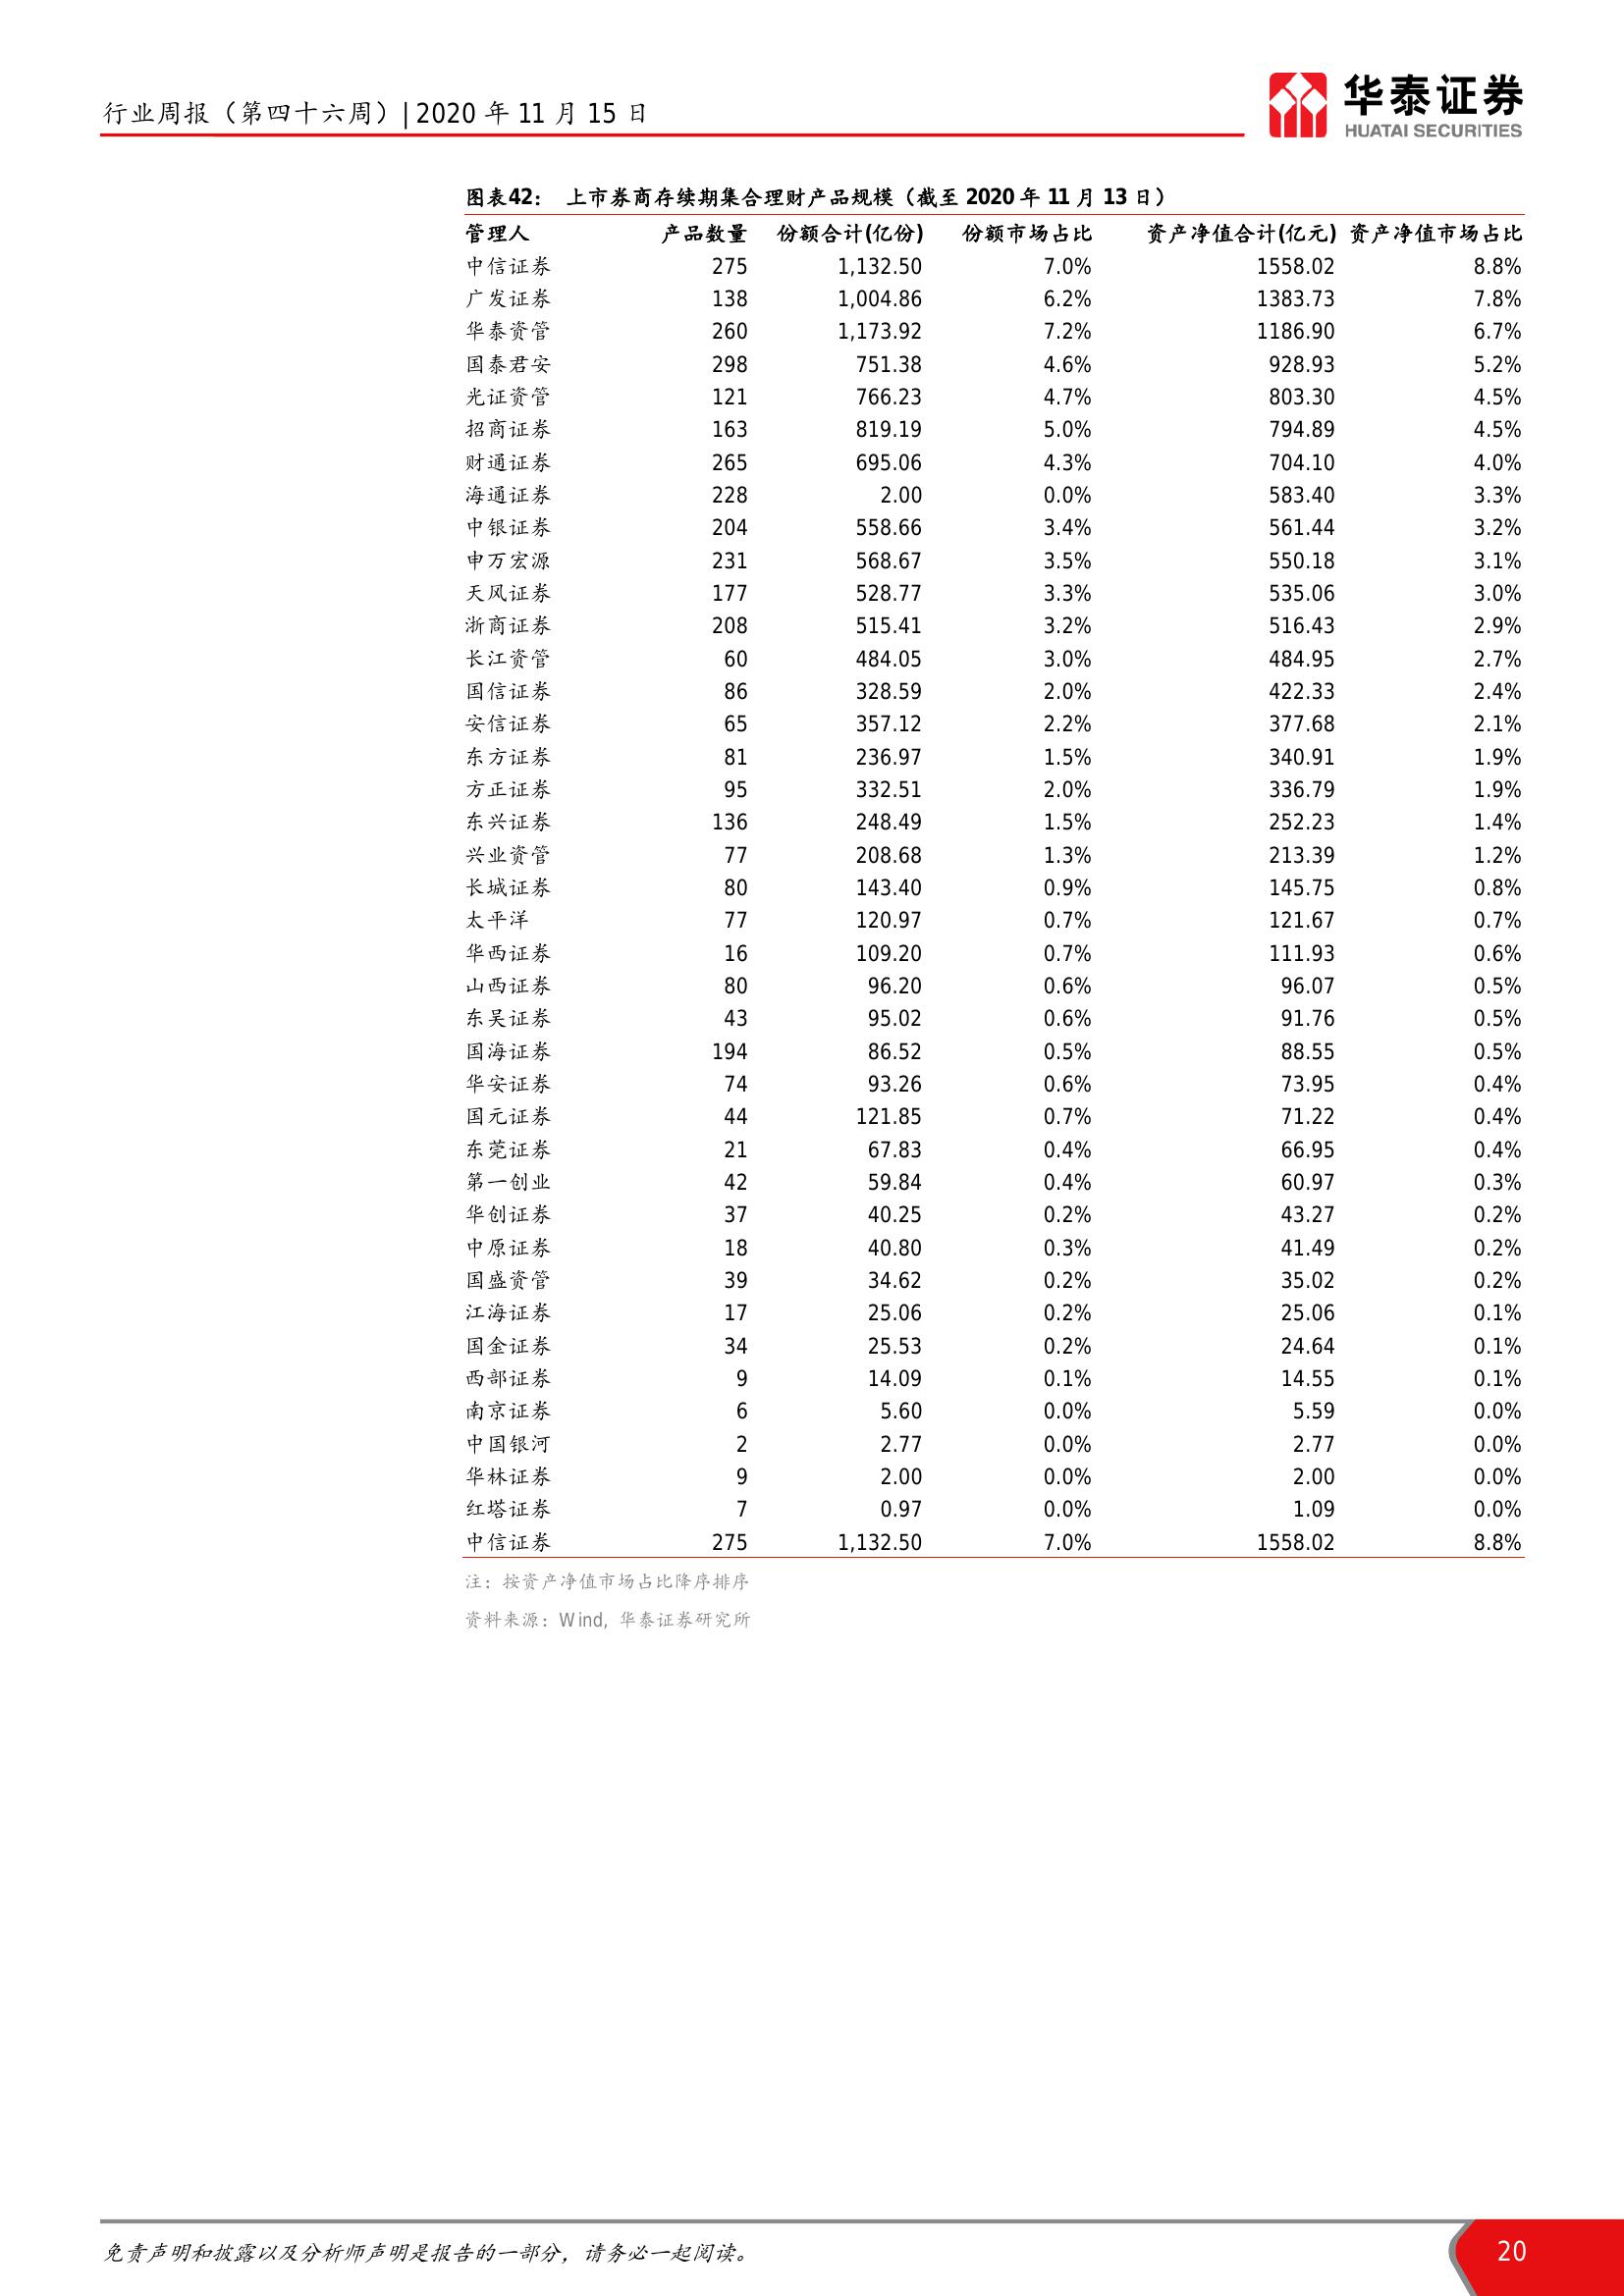 行业周报（第四十六周）| 2020 年 11 月 15 日
华泰证券
HUATAI SECURITIES
图表42： 上市券商存续期集合理财产品规模（截至 2020 年 11 月 13 日）
管理人 产品数量 份额合计(亿份) 份额市场占比 资产净值合计(亿元) 资产净值市场占比
中信证券 275 1,132.50 7.0% 1558.02 8.8%
广发证券 138 1,004.86 6.2% 1383.73 7.8%
华泰资管 260 1,173.92 7.2% 1186.90 6.7%
国泰君安 298 751.38 4.6% 928.93 5.2%
光证资管 121 766.23 4.7% 803.30 4.5%
招商证券 163 819.19 5.0% 794.89 4.5%
财通证券 265 695.06 4.3% 704.10 4.0%
海通证券 228 2.00 0.0% 583.40 3.3%
中银证券 204 558.66 3.4% 561.44 3.2%
申万宏源 231 568.67 3.5% 550.18 3.1%
天风证券 177 528.77 3.3% 535.06 3.0%
浙商证券 208 515.41 3.2% 516.43 2.9%
长江资管 60 484.05 3.0% 484.95 2.7%
国信证券 86 328.59 2.0% 422.33 2.4%
安信证券 65 357.12 2.2% 377.68 2.1%
东方证券 81 236.97 1.5% 340.91 1.9%
方正证券 95 332.51 2.0% 336.79 1.9%
东兴证券 136 248.49 1.5% 252.23 1.4%
兴业资管 77 208.68 1.3% 213.39 1.2%
长城证券 80 143.40 0.9% 145.75 0.8%
太平洋 77 120.97 0.7% 121.67 0.7%
华西证券 16 109.20 0.7% 111.93 0.6%
山西证券 80 96.20 0.6% 96.07 0.5%
东吴证券 43 95.02 0.6% 91.76 0.5%
国海证券 194 86.52 0.5% 88.55 0.5%
华安证券 74 93.26 0.6% 73.95 0.4%
国元证券 44 121.85 0.7% 71.22 0.4%
东莞证券 21 67.83 0.4% 66.95 0.4%
第一创业 42 59.84 0.4% 60.97 0.3%
华创证券 37 40.25 0.2% 43.27 0.2%
中原证券 18 40.80 0.3% 41.49 0.2%
国盛资管 39 34.62 0.2% 35.02 0.2%
江海证券 17 25.06 0.2% 25.06 0.1%
国金证券 34 25.53 0.2% 24.64 0.1%
西部证券 9 14.09 0.1% 14.55 0.1%
南京证券 6 5.60 0.0% 5.59 0.0%
中国银河 2 2.77 0.0% 2.77 0.0%
华林证券 9 2.00 0.0% 2.00 0.0%
红塔证券 7 0.97 0.0% 1.09 0.0%
中信证券 275 1,132.50 7.0% 1558.02 8.8%
注：按资产净值市场占比降序排序
资料来源：Wind, 华泰证券研究所
免责声明和披露以及分析师声明是报告的一部分，请务必一起阅读。
20